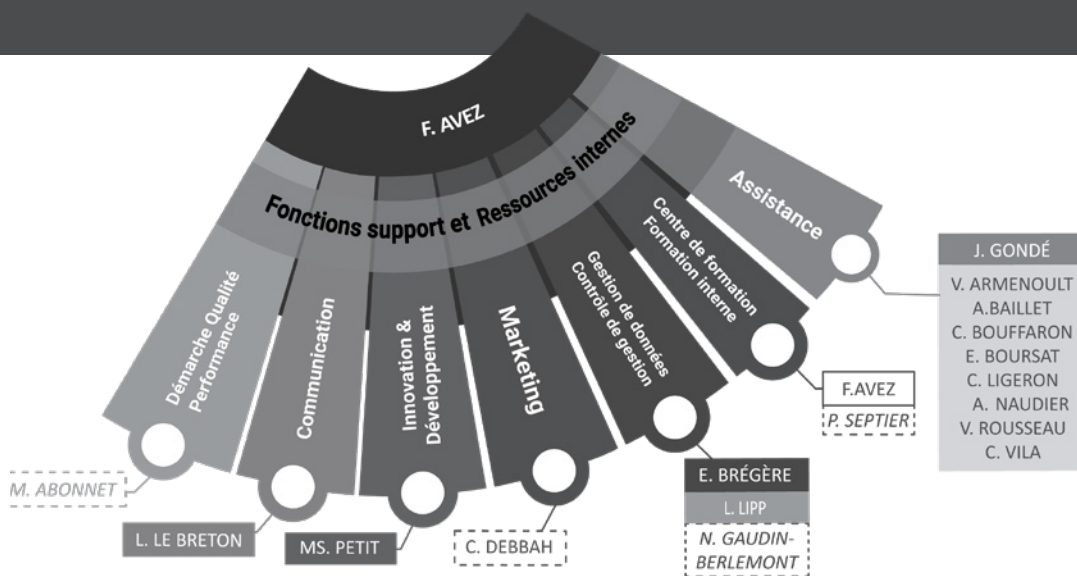 F. AVEZ
Fonctions support et Ressources internes
Démarche Qualité
Performance
Communication
Innovation &
Développement
Marketing
Gestion de données
Contrôle de gestion
Centre de formation
Formation interne
Assistance
M. ABONNET
L. LE BRETON
MS. PETIT
C. DEBBAH
E. BRÉGÈRE
L. LIPP
N. GAUDIN-
BERLEMONT
F.AVEZ
P. SEPTIER
J. GONDÉ
V. ARMENOULT
A.BAILLET
C. BOUFFARON
E. BOURSAT
C. LIGERON
A. NAUDIER
V. ROUSSEAU
C. VILA